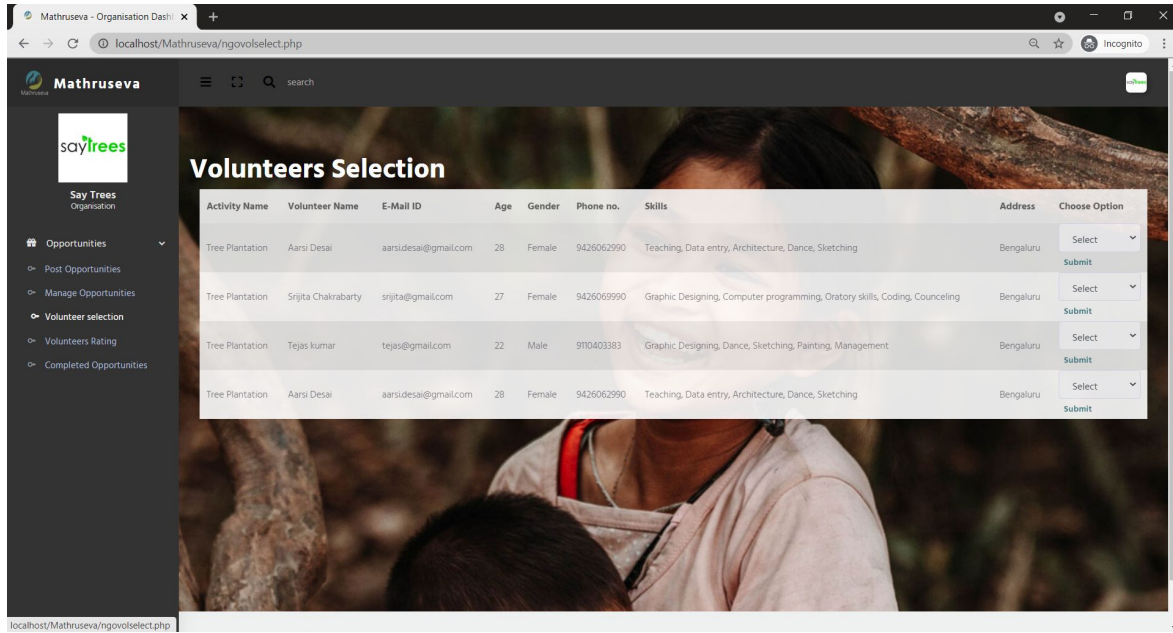 Mathruseva - Organisation Dashl
localhost/Mathruseva/ngovolselect.php
Incognito
Mathruseva
Mathruseva
search
saytrees
saytrees
Say Trees
Organisation
Opportunities
Post Opportunities
Manage Opportunities
Volunteer selection
Volunteers Rating
Completed Opportunities
Volunteers Selection
Activity Name Volunteer Name E-Mail ID Age Gender Phone no. Skills Address Choose Option
Tree Plantation Aarsi Desai aarsi.desai@gmail.com 28 Female 9426062990 Teaching, Data entry, Architecture, Dance, Sketching Bengaluru Select
Submit
Tree Plantation Srijita Chakrabarty srijita@gmail.com 27 Female 9426069990 Graphic Designing, Computer programming, Oratory skills, Coding, Counceling Bengaluru Select
Submit
Tree Plantation Tejas kumar tejas@gmail.com 22 Male 9110403383 Graphic Designing, Dance, Sketching, Painting, Management Bengaluru Select
Submit
Tree Plantation Aarsi Desai aarsi.desai@gmail.com 28 Female 9426062990 Teaching, Data entry, Architecture, Dance, Sketching Bengaluru Select
Submit
localhost/Mathruseva/ngovolselect.php